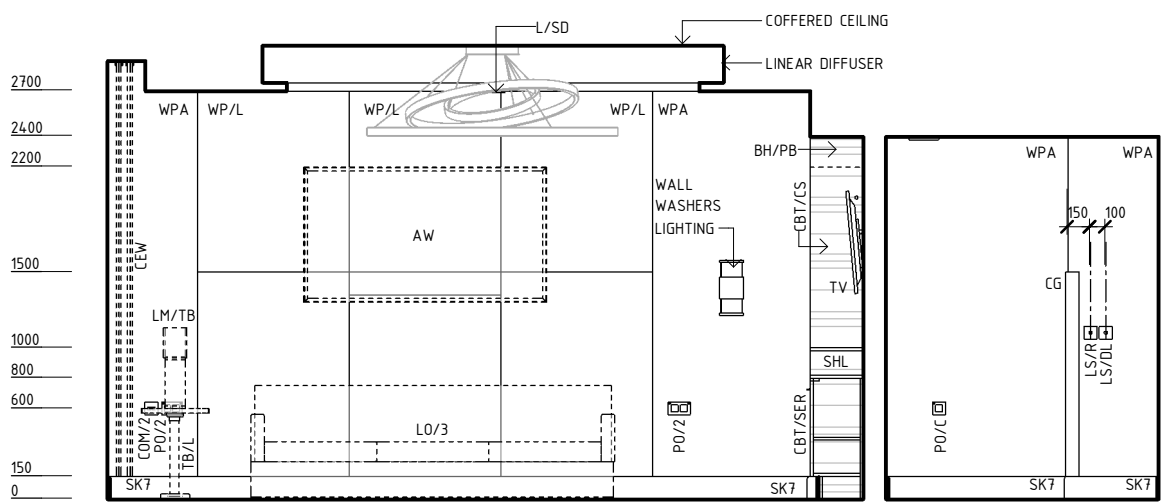 COFFERED CEILING
L/SD
LINEAR DIFFUSER
2700
WPA
WP/L
WP/L
WP/L
WPA
2400
BH/PB
WPA
WPA
2200
WALL
WASHERS
LIGHTING
CBT/CS
150
100
AW
CEW
1500
TV
CG
LM/TB
1000
SHL
LS/R
LS/DL
800
600
COM/2
PO/2
TB/L
LO/3
PO/2
CBT/SER.
PO/C
150
SK7
SK7
SK7
SK7
0